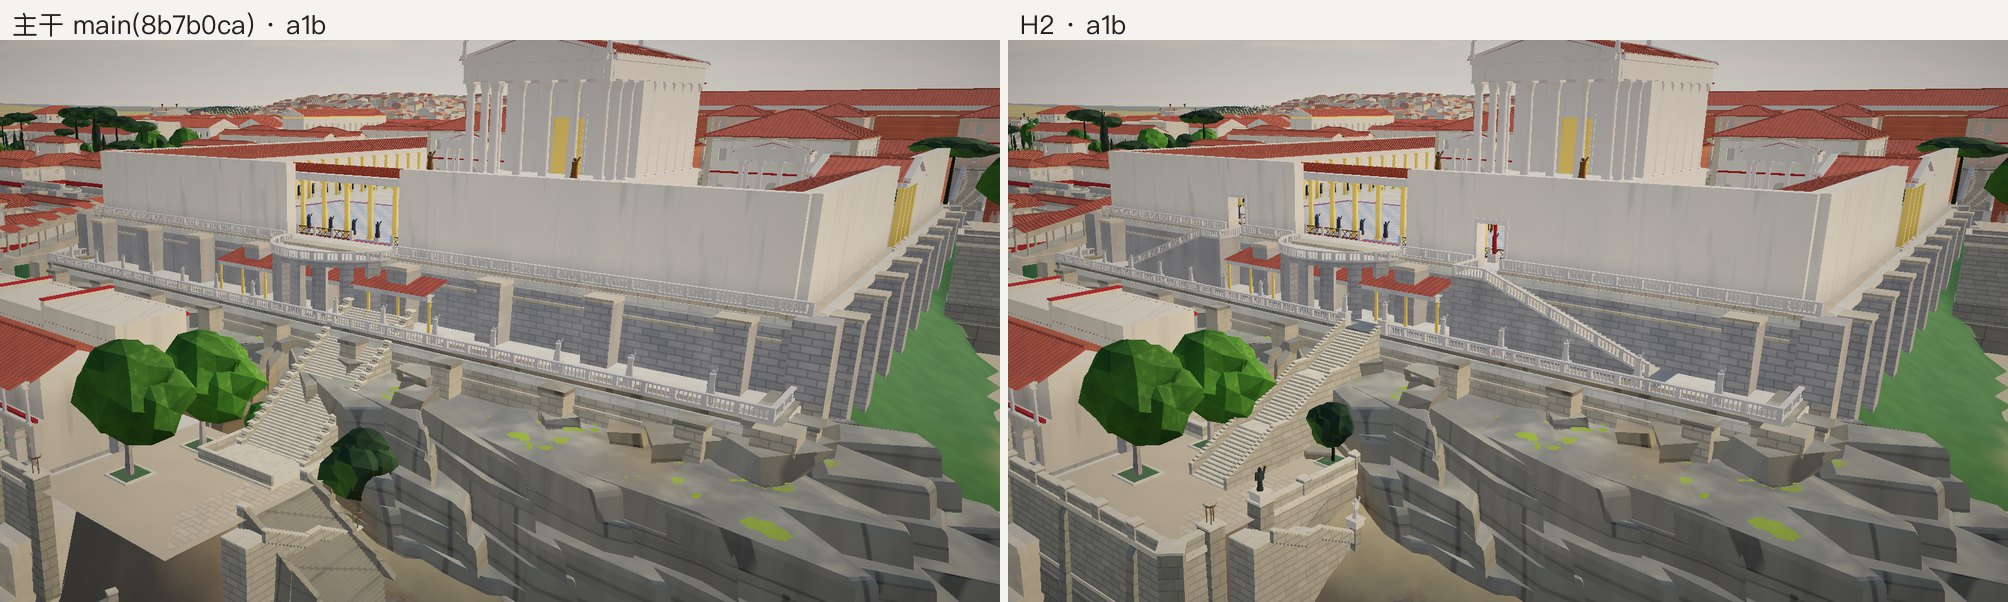 主干 main(8b7b0ca) · a1b
H2 · a1b